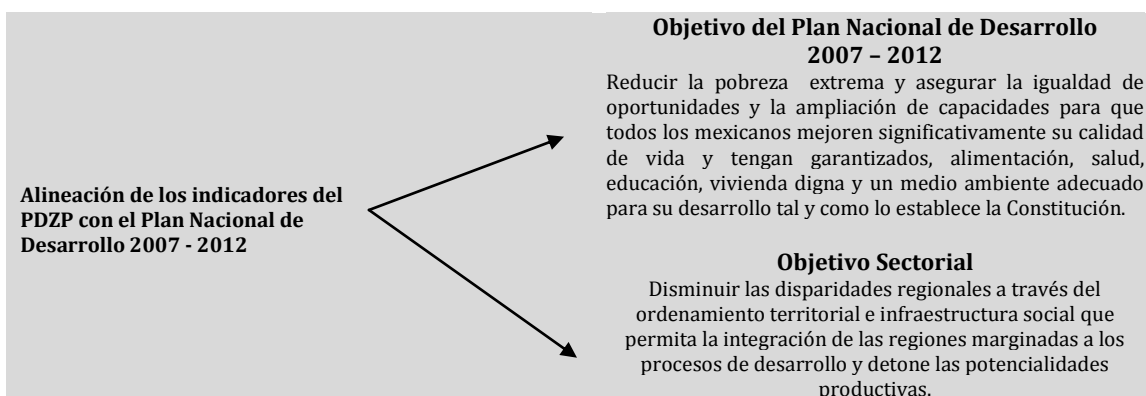 Alineación de los indicadores del
PDZP con el Plan Nacional de
Desarrollo 2007 - 2012
Objetivo del Plan Nacional de Desarrollo
2007 – 2012
Reducir la pobreza extrema y asegurar la igualdad de
oportunidades y la ampliación de capacidades para que
todos los mexicanos mejoren significativamente su calidad
de vida y tengan garantizados, alimentación, salud,
educación, vivienda digna y un medio ambiente adecuado
para su desarrollo tal y como lo establece la Constitución.
Objetivo Sectorial
Disminuir las disparidades regionales a través del
ordenamiento territorial e infraestructura social que
permita la integración de las regiones marginadas a los
procesos de desarrollo y detone las potencialidades
productivas.